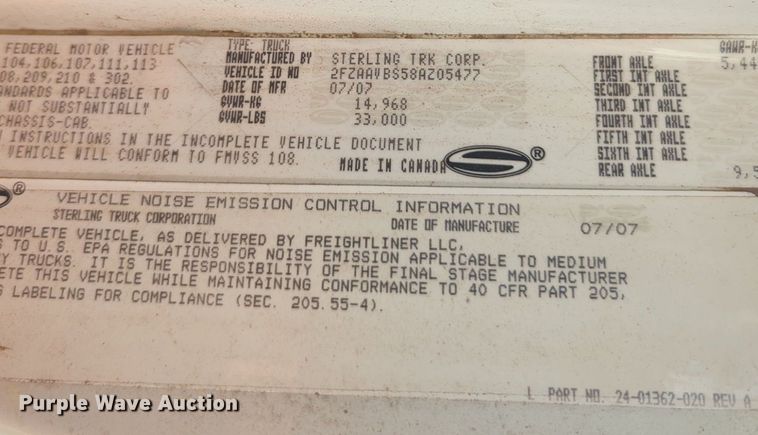 FEDERAL MOTOR VEHICLE
104,106,107,111,113
08,209,210 & 302.
ANDARDS APPLICABLE TO
NOT SUBSTANTIALLY
CHASSIS-CAB.
INSTRUCTIONS IN THE INCOMPLETE VEHICLE DOCUMENT
VEHICLE WILL CONFORM TO FMVSS 108.
TYPE: TRUCK
MANUFACTURED BY STERLING TRK CORP.
VEHICLE ID NO 2FZAAVBS58AZ05477
DATE OF MFR 07/07
GVWR-KG 14,968
GVWR-LBS 33,000
MADE IN CANADA
®
GAWR-K
FRONT AXLE 5,44
FIRST INT AXLE
SECOND INT AXLE
THIRD INT AXLE
FOURTH INT AXLE
FIFTH INT AXLE
SIXTH INT AXLE
REAR AXLE 9,5
®
VEHICLE NOISE EMISSION CONTROL INFORMATION
STERLING TRUCK CORPORATION DATE OF MANUFACTURE 07/07
COMPLETE VEHICLE, AS DELIVERED BY FREIGHTLINER LLC,
S TO U.S. EPA REGULATIONS FOR NOISE EMISSION APPLICABLE TO MEDIUM
Y TRUCKS. IT IS THE RESPONSIBILITY OF THE FINAL STAGE MANUFACTURER
ETE THIS VEHICLE WHILE MAINTAINING CONFORMANCE TO 40 CFR PART 205,
G LABELING FOR COMPLIANCE (SEC. 205.55-4).
PART NO. 24-01362-020 REV A
Purple Wave Auction